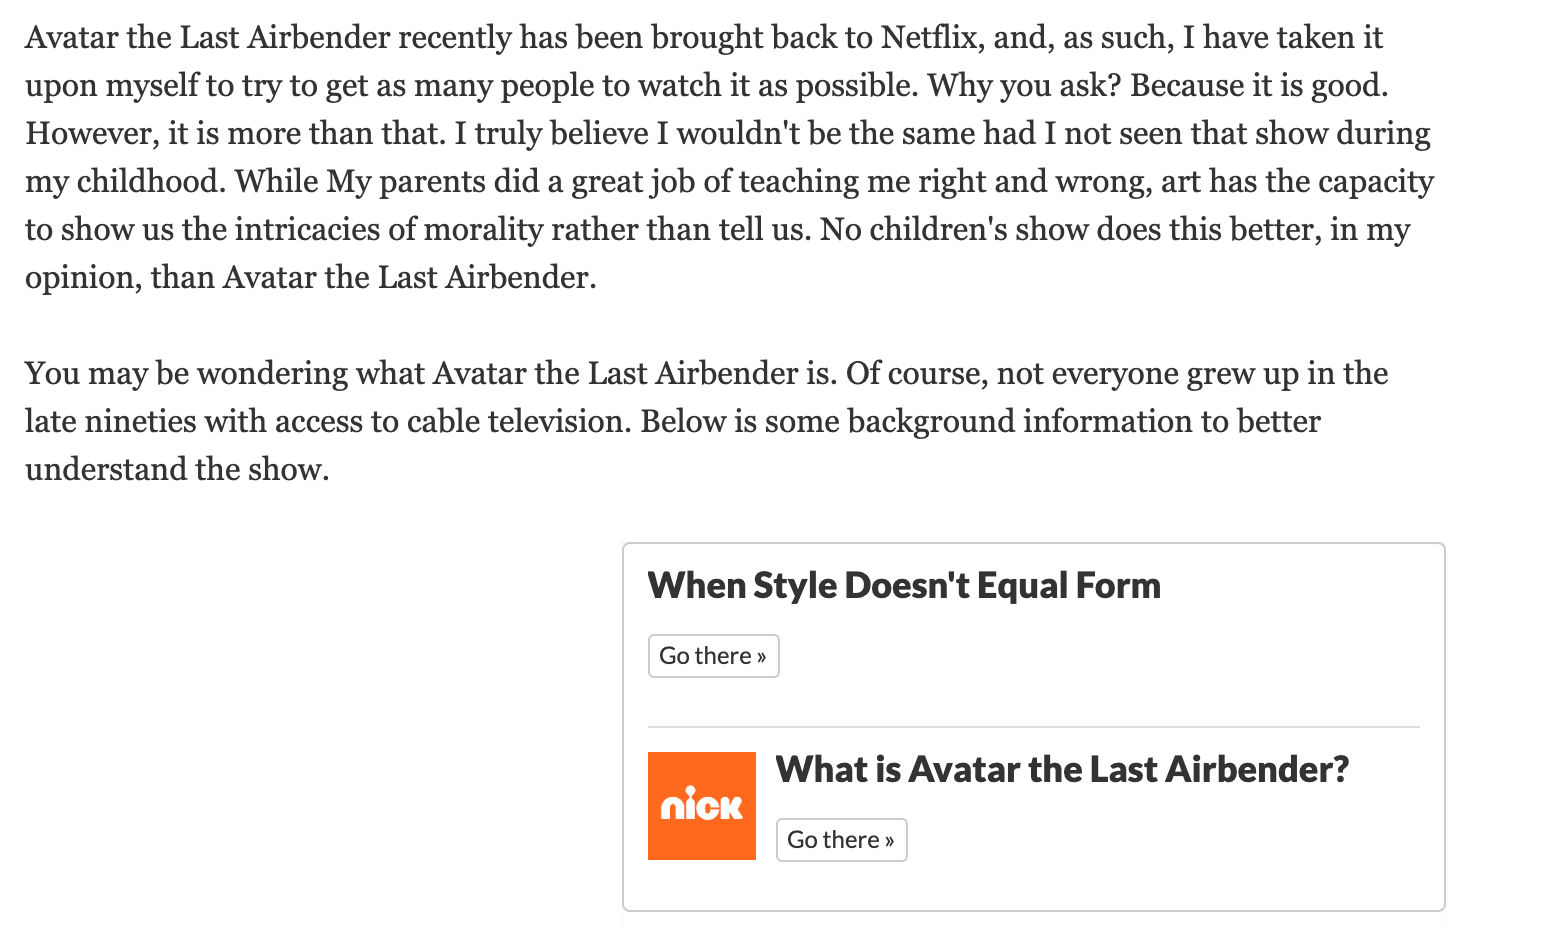 Avatar the Last Airbender recently has been brought back to Netflix, and, as such, I have taken it
upon myself to try to get as many people to watch it as possible. Why you ask? Because it is good.
However, it is more than that. I truly believe I wouldn't be the same had I not seen that show during
my childhood. While My parents did a great job of teaching me right and wrong, art has the capacity
to show us the intricacies of morality rather than tell us. No children's show does this better, in my
opinion, than Avatar the Last Airbender.
You may be wondering what Avatar the Last Airbender is. Of course, not everyone grew up in the
late nineties with access to cable television. Below is some background information to better
understand the show.
When Style Doesn't Equal Form
Go there »
nick
What is Avatar the Last Airbender?
Go there »